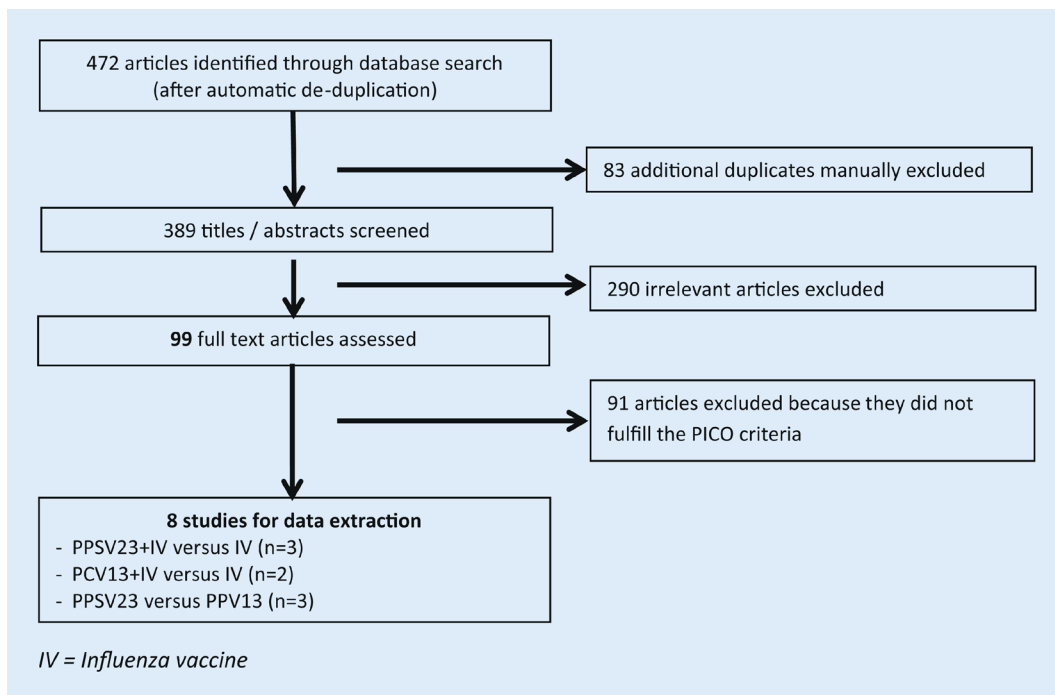 472 articles identified through database search
(after automatic de-duplication)
83 additional duplicates manually excluded
389 titles / abstracts screened
290 irrelevant articles excluded
99 full text articles assessed
91 articles excluded because they did not
fulfill the PICO criteria
8 studies for data extraction
- PPSV23+IV versus IV (n=3)
- PCV13+IV versus IV (n=2)
- PPSV23 versus PPV13 (n=3)
IV = Influenza vaccine